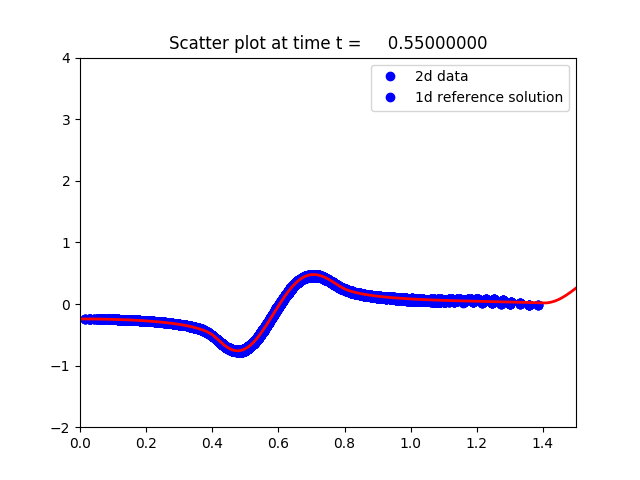 Scatter plot at time t =     0.55000000
2d data
1d reference solution
4
3
2
1
0
−1
−2
0.0 0.2 0.4 0.6 0.8 1.0 1.2 1.4